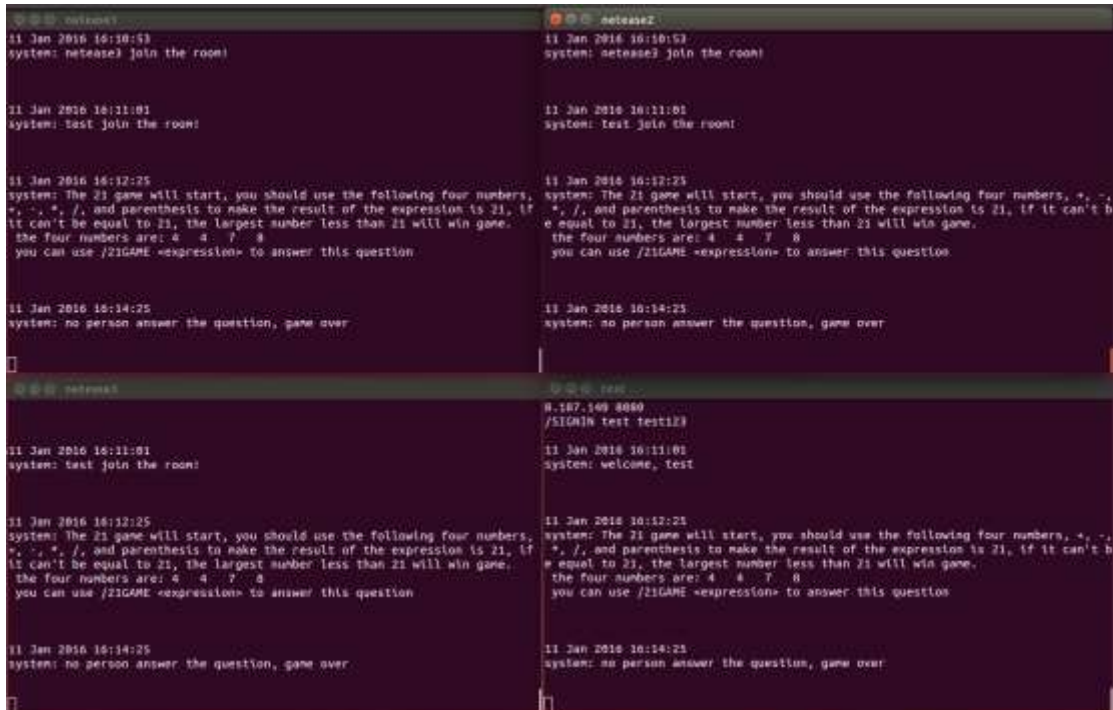 netease1
11 Jan 2016 16:10:53
system: netease3 join the room!
11 Jan 2016 16:11:01
system: test join the room!
11 Jan 2016 16:12:25
system: The 21 game will start, you should use the following four numbers,
+, -, *, /, and parenthesis to make the result of the expression is 21, if
it can't be equal to 21, the largest number less than 21 will win game.
the four numbers are: 4 4 7 8
you can use /21GAME <expression> to answer this question
11 Jan 2016 16:14:25
system: no person answer the question, game over
netease2
11 Jan 2016 16:10:53
system: netease3 join the room!
11 Jan 2016 16:11:01
system: test join the room!
11 Jan 2016 16:12:25
system: The 21 game will start, you should use the following four numbers, +, -,
*, /, and parenthesis to make the result of the expression is 21, if it can't b
e equal to 21, the largest number less than 21 will win game.
the four numbers are: 4 4 7 8
you can use /21GAME <expression> to answer this question
11 Jan 2016 16:14:25
system: no person answer the question, game over
11 Jan 2016 16:11:01
system: test join the room!
11 Jan 2016 16:12:25
system: The 21 game will start, you should use the following four numbers,
+, -, *, /, and parenthesis to make the result of the expression is 21, if
it can't be equal to 21, the largest number less than 21 will win game.
the four numbers are: 4 4 7 8
you can use /21GAME <expression> to answer this question
11 Jan 2016 16:14:25
system: no person answer the question, game over
test
8.187.149 8080
/SIGNIN test test123
11 Jan 2016 16:11:01
system: welcome, test
11 Jan 2016 16:12:25
system: The 21 game will start, you should use the following four numbers, +, -,
*, /, and parenthesis to make the result of the expression is 21, if it can't b
e equal to 21, the largest number less than 21 will win game.
the four numbers are: 4 4 7 8
you can use /21GAME <expression> to answer this question
11 Jan 2016 16:14:25
system: no person answer the question, game over